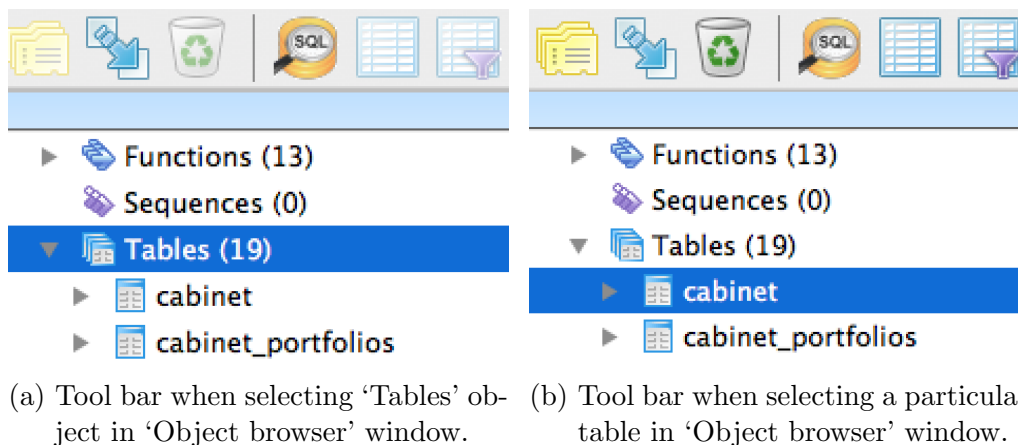 SQL
Functions (13)
Sequences (0)
Tables (19)
cabinet
cabinet_portfolios
(a) Tool bar when selecting ‘Tables’ ob-
ject in ‘Object browser’ window.
SQL
Functions (13)
Sequences (0)
Tables (19)
cabinet
cabinet_portfolios
(b) Tool bar when selecting a particula
table in ‘Object browser’ window.